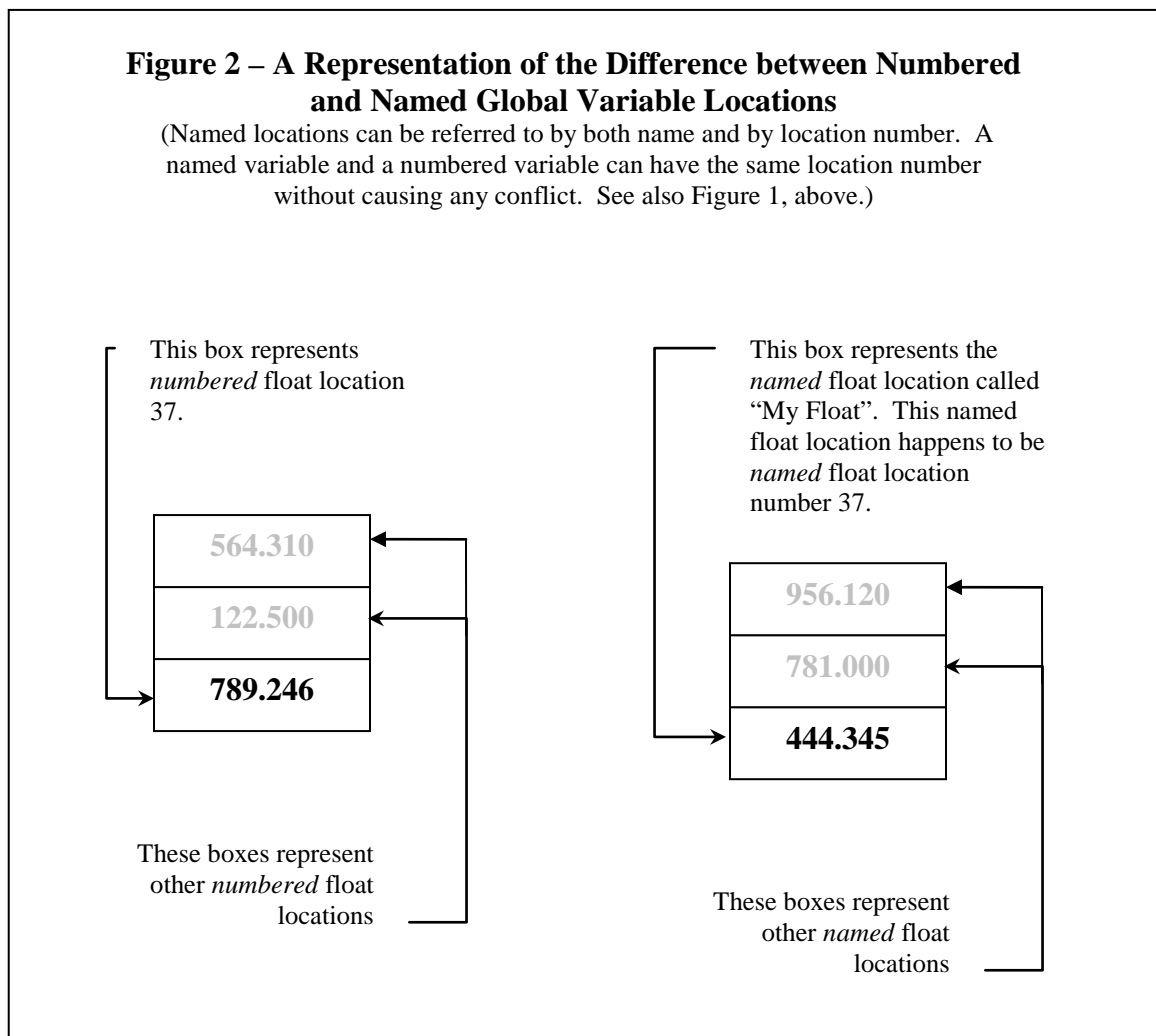 Figure 2 – A Representation of the Difference between Numbered
and Named Global Variable Locations
(Named locations can be referred to by both name and by location number.  A
named variable and a numbered variable can have the same location number
without causing any conflict.  See also Figure 1, above.)
This box represents
numbered float location
37.
564.310
122.500
789.246
These boxes represent
other numbered float
locations
This box represents the
named float location called
“My Float”.  This named
float location happens to be
named float location
number 37.
956.120
781.000
444.345
These boxes represent
other named float
locations